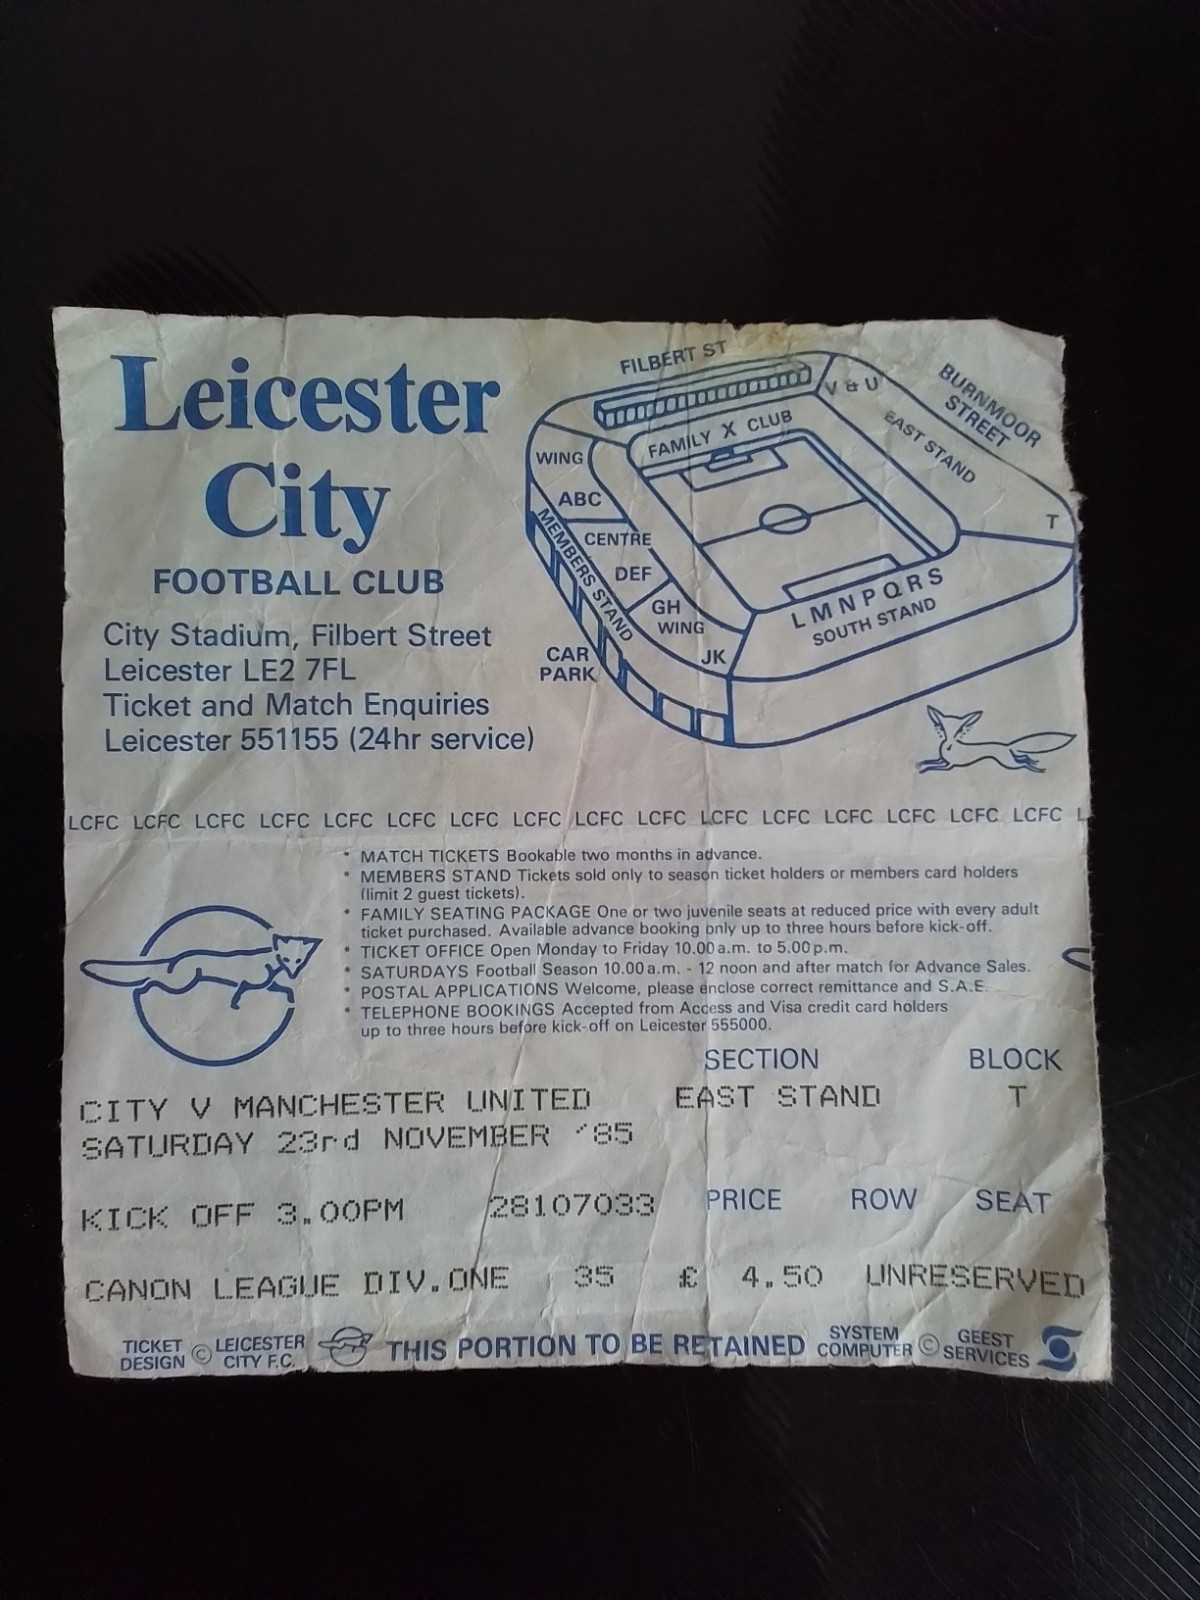 Leicester
City
FOOTBALL CLUB
City Stadium, Filbert Street
Leicester LE2 7FL
Ticket and Match Enquiries
Leicester 551155 (24hr service)
FILBERT ST
BURNMOOR
STREET
V & U
EAST STAND
T
FAMILY X CLUB
WING
ABC
CENTRE
DEF
GH
WING
JK
MEMBERS STAND
L M N P Q R S
SOUTH STAND
CAR
PARK
LCFC LCFC LCFC LCFC LCFC LCFC LCFC LCFC LCFC LCFC LCFC LCFC LCFC LCFC LCFC LCFC L
* MATCH TICKETS Bookable two months in advance.
* MEMBERS STAND Tickets sold only to season ticket holders or members card holders
(limit 2 guest tickets).
* FAMILY SEATING PACKAGE One or two juvenile seats at reduced price with every adult
ticket purchased. Available advance booking only up to three hours before kick-off.
* TICKET OFFICE Open Monday to Friday 10.00 a.m. to 5.00 p.m.
* SATURDAYS Football Season 10.00 a.m. - 12 noon and after match for Advance Sales.
* POSTAL APPLICATIONS Welcome, please enclose correct remittance and S.A.E.
* TELEPHONE BOOKINGS Accepted from Access and Visa credit card holders
up to three hours before kick-off on Leicester 555000.
SECTION BLOCK
CITY V MANCHESTER UNITED EAST STAND T
SATURDAY 23rd NOVEMBER '85
KICK OFF 3.00PM 28107033 PRICE ROW SEAT
CANON LEAGUE DIV.ONE 35 £ 4.50 UNRESERVED
TICKET DESIGN © LEICESTER CITY F.C. THIS PORTION TO BE RETAINED SYSTEM COMPUTER © GEEST SERVICES